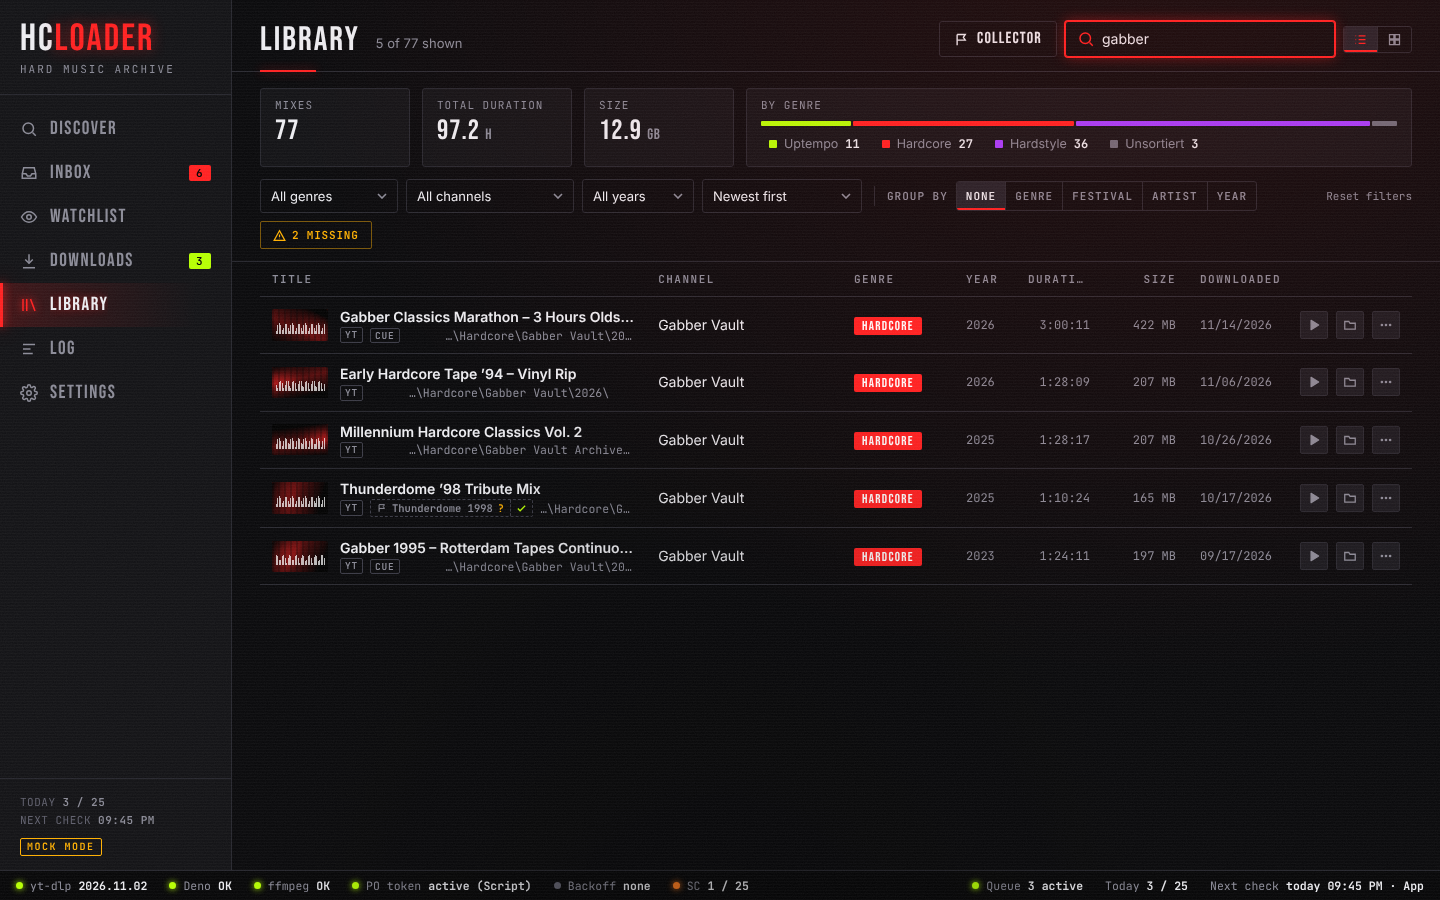 HCLOADER
HARD MUSIC ARCHIVE
DISCOVER
INBOX 6
WATCHLIST
DOWNLOADS 3
LIBRARY
LOG
SETTINGS
TODAY 3 / 25
NEXT CHECK 09:45 PM
MOCK MODE
LIBRARY 5 of 77 shown
COLLECTOR
gabber
MIXES
77
TOTAL DURATION
97.2 H
SIZE
12.9 GB
BY GENRE
Uptempo 11 Hardcore 27 Hardstyle 36 Unsortiert 3
All genres All channels All years Newest first GROUP BY NONE GENRE FESTIVAL ARTIST YEAR Reset filters
2 MISSING
TITLE CHANNEL GENRE YEAR DURATI… SIZE DOWNLOADED
Gabber Classics Marathon – 3 Hours Olds… Gabber Vault HARDCORE 2026 3:00:11 422 MB 11/14/2026
YT CUE …\Hardcore\Gabber Vault\20…
Early Hardcore Tape ’94 – Vinyl Rip Gabber Vault HARDCORE 2026 1:28:09 207 MB 11/06/2026
YT …\Hardcore\Gabber Vault\2026\
Millennium Hardcore Classics Vol. 2 Gabber Vault HARDCORE 2025 1:28:17 207 MB 10/26/2026
YT …\Hardcore\Gabber Vault Archive…
Thunderdome ’98 Tribute Mix Gabber Vault HARDCORE 2025 1:10:24 165 MB 10/17/2026
YT Thunderdome 1998 ? …\Hardcore\G…
Gabber 1995 – Rotterdam Tapes Continuo… Gabber Vault HARDCORE 2023 1:24:11 197 MB 09/17/2026
YT CUE …\Hardcore\Gabber Vault\20…
yt-dlp 2026.11.02 Deno OK ffmpeg OK PO token active (Script) Backoff none SC 1 / 25 Queue 3 active Today 3 / 25 Next check today 09:45 PM · App